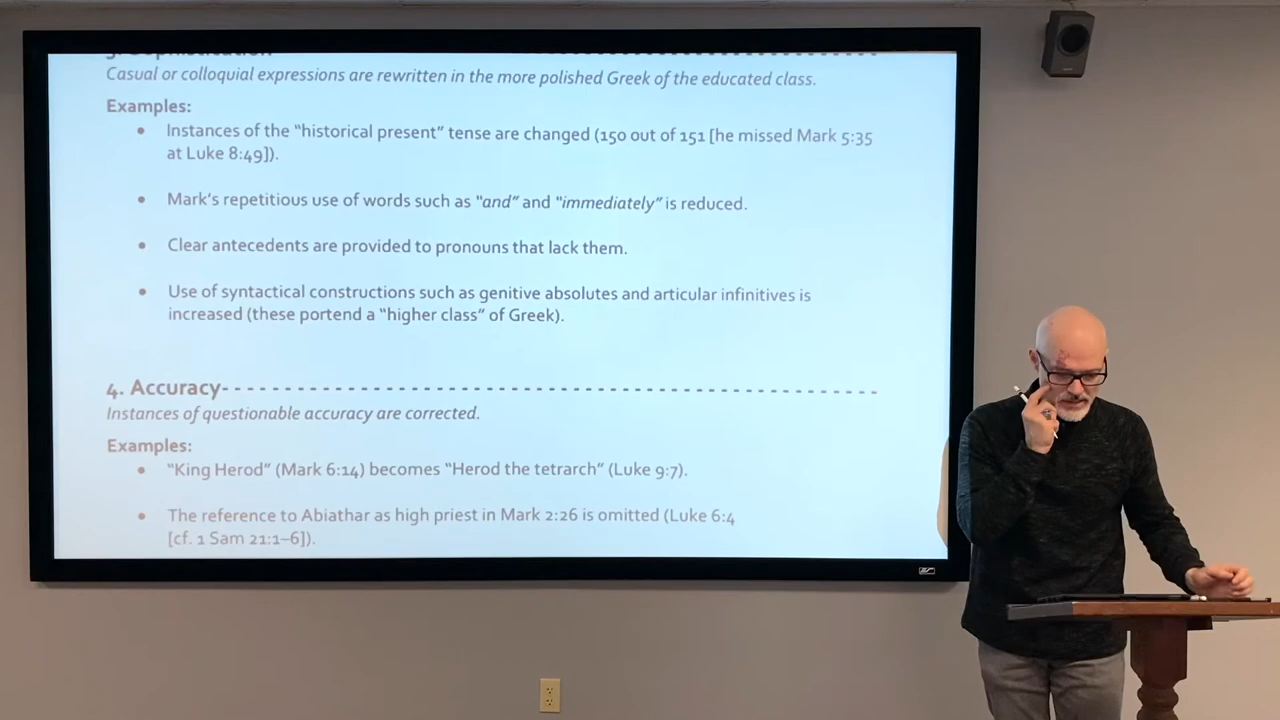 3. Sophistication
Casual or colloquial expressions are rewritten in the more polished Greek of the educated class.
Examples:
• Instances of the “historical present” tense are changed (150 out of 151 [he missed Mark 5:35
at Luke 8:49]).
• Mark’s repetitious use of words such as “and” and “immediately” is reduced.
• Clear antecedents are provided to pronouns that lack them.
• Use of syntactical constructions such as genitive absolutes and articular infinitives is
increased (these portend a “higher class” of Greek).
4. Accuracy
Instances of questionable accuracy are corrected.
Examples:
• “King Herod” (Mark 6:14) becomes “Herod the tetrarch” (Luke 9:7).
• The reference to Abiathar as high priest in Mark 2:26 is omitted (Luke 6:4
[cf. 1 Sam 21:1–6]).